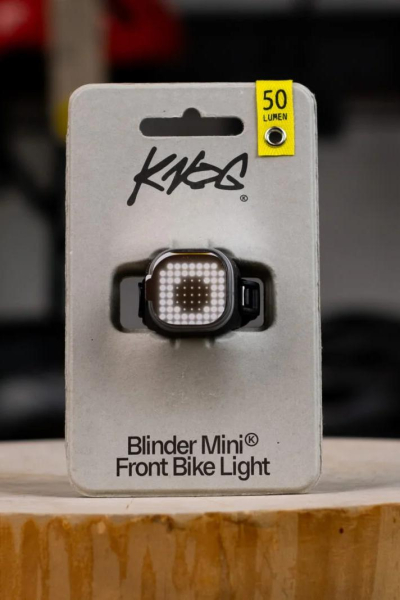 50
LUMEN
KNOG®
Blinder Mini Ⓚ
Front Bike Light